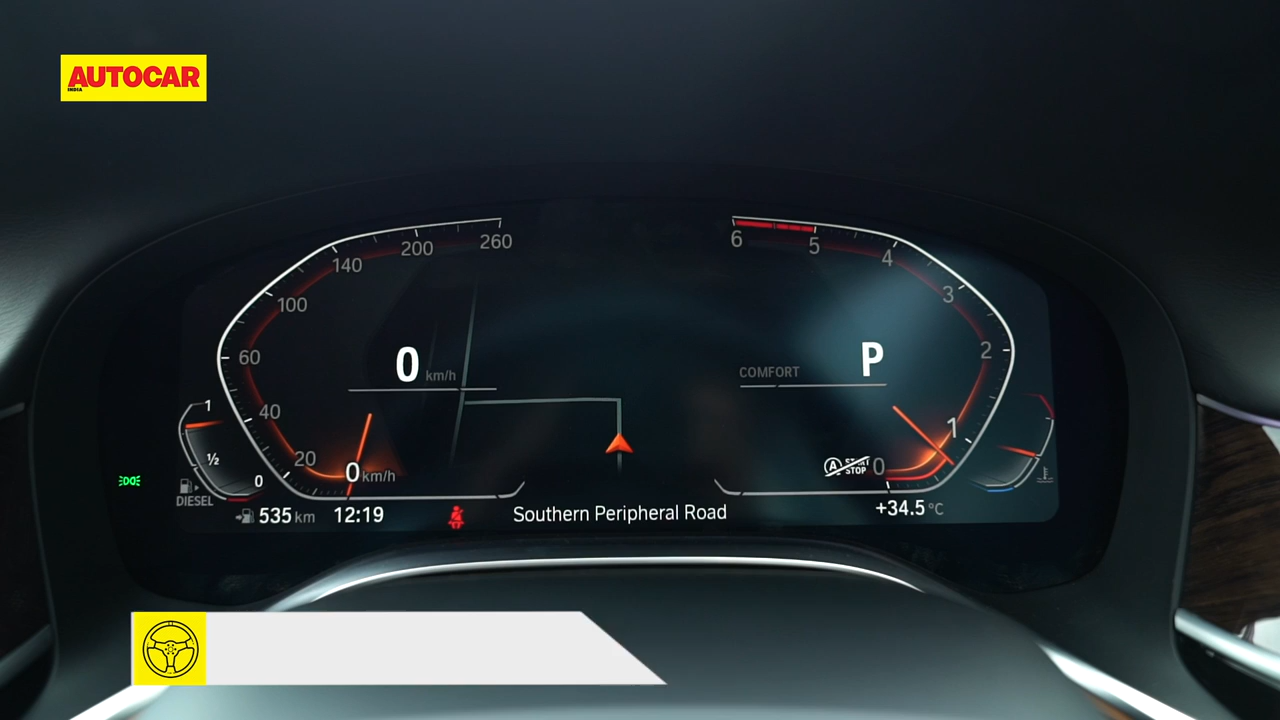 AUTOCAR
INDIA
260
200
140
100
60
40
20
0 km/h
0 km/h
6
5
4
3
2
1
0
COMFORT
P
1
½
0
DIESEL
535 km
12:19
Southern Peripheral Road
A START STOP
+34.5 °C